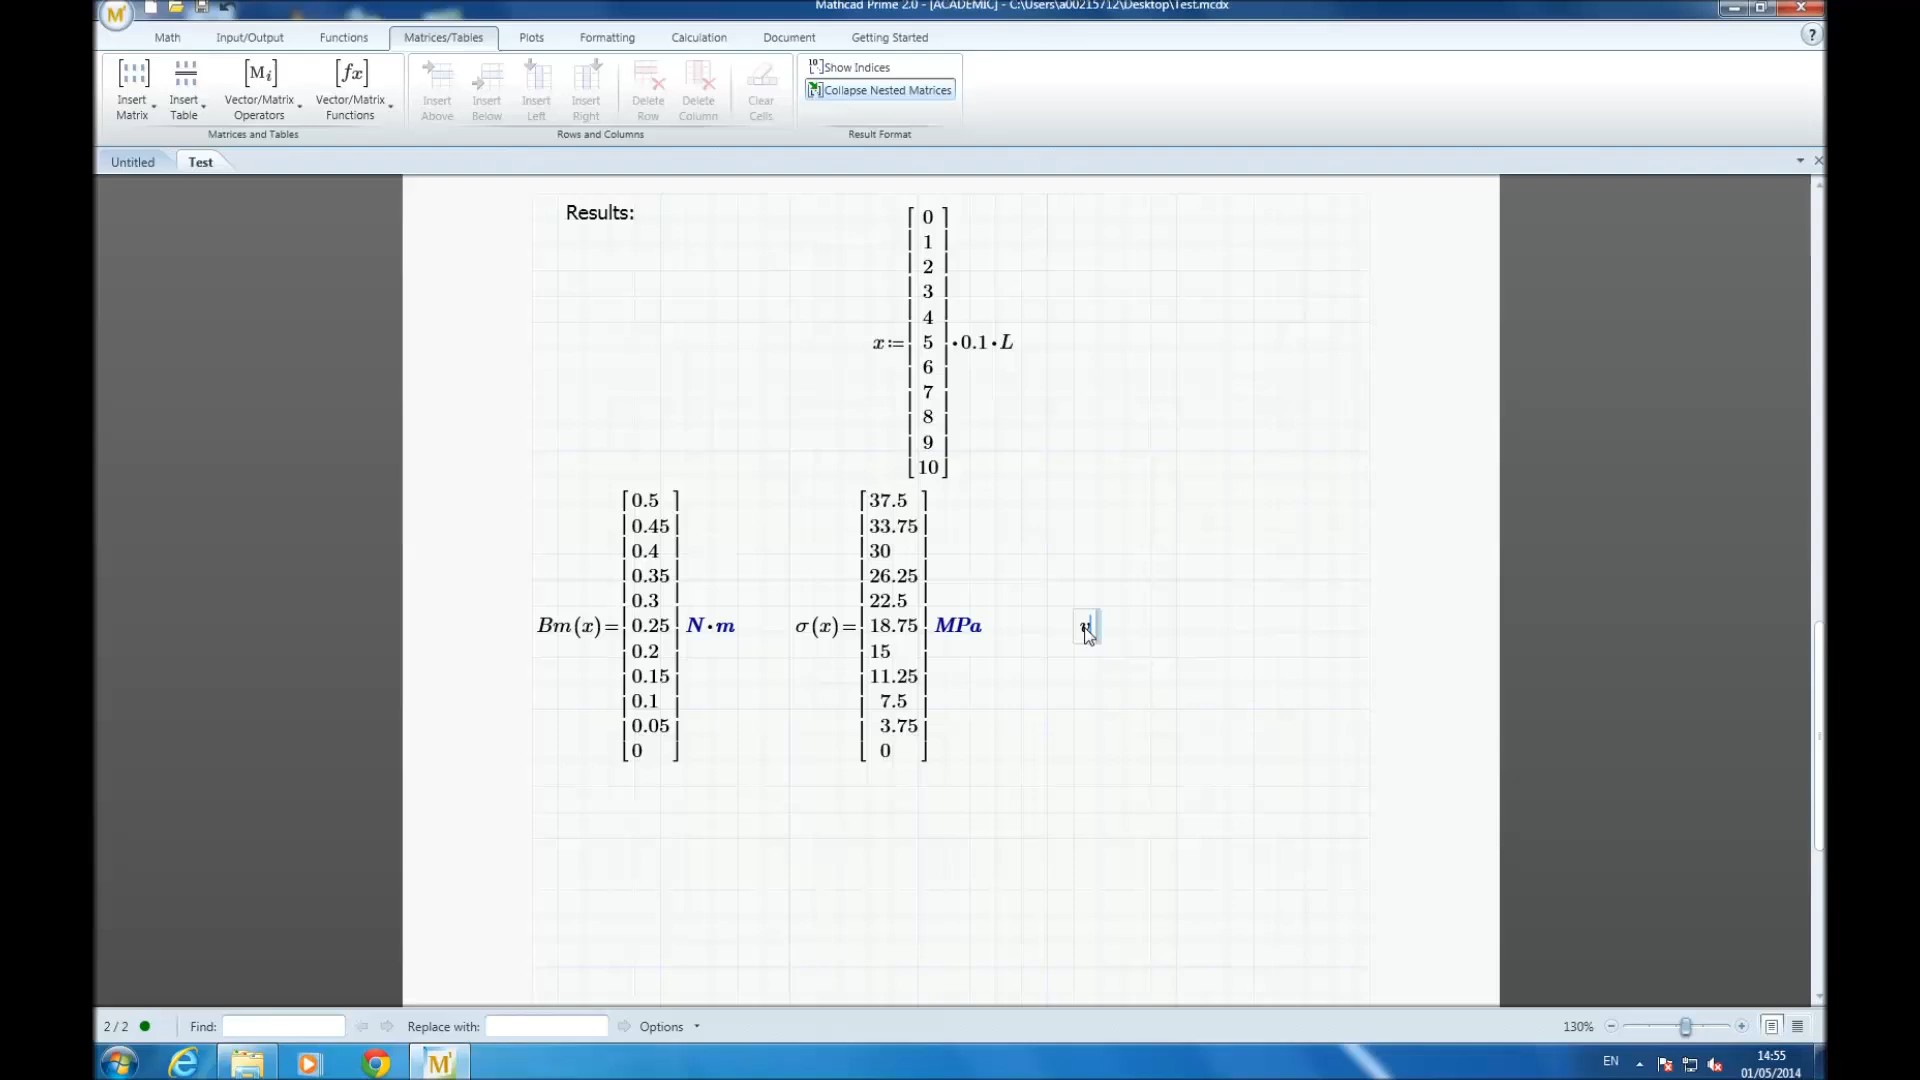 Mathcad Prime 2.0 - [ACADEMIC] - C:\Users\a00215712\Desktop\Test.mcdx
Math Input/Output Functions Matrices/Tables Plots Formatting Calculation Document Getting Started
Insert Matrix
Insert Table
Vector/Matrix Operators
Vector/Matrix Functions
Insert Above
Insert Below
Insert Left
Insert Right
Delete Row
Delete Column
Clear Cells
Show Indices
Collapse Nested Matrices
Matrices and Tables
Rows and Columns
Result Format
Untitled Test
Results:
0
1
2
3
4
x:= 5 •0.1•L
6
7
8
9
10
0.5
0.45
0.4
0.35
0.3
Bm(x)= 0.25 N•m
0.2
0.15
0.1
0.05
0
37.5
33.75
30
26.25
22.5
σ(x)= 18.75 MPa
15
11.25
7.5
3.75
0
2 / 2 Find: Replace with: Options 130%
EN 14:55
01/05/2014